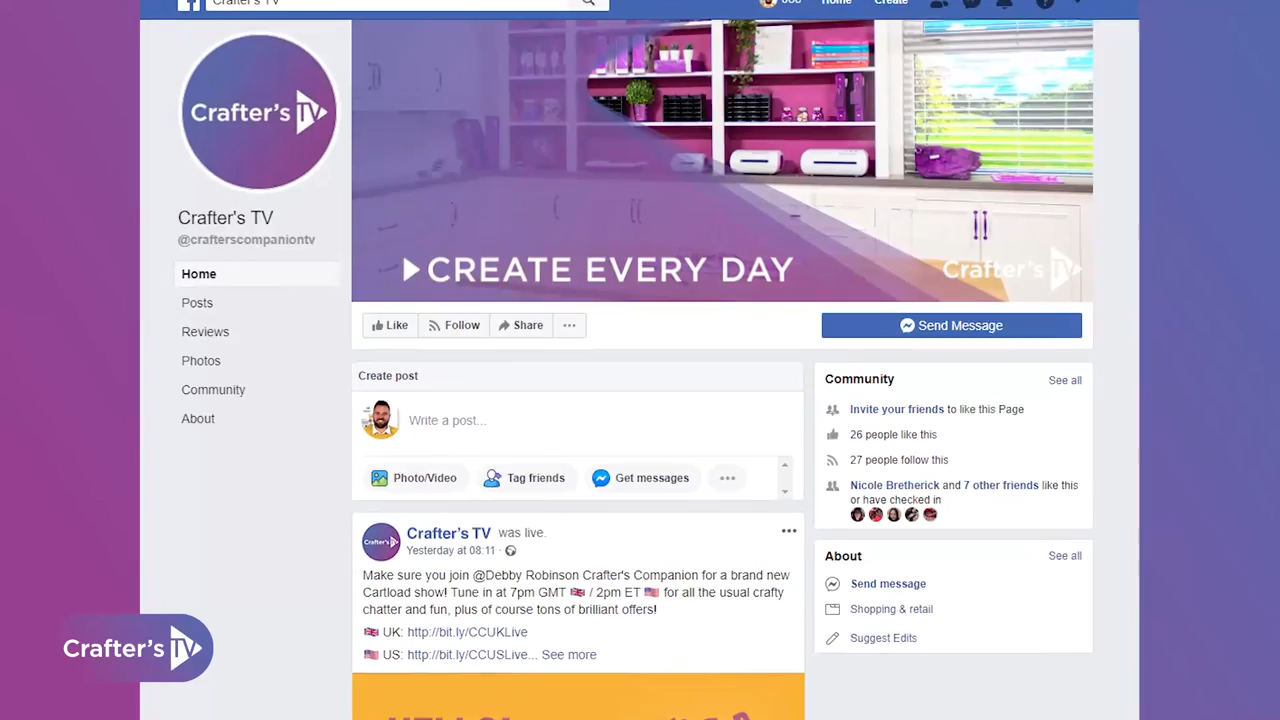 Crafter's TV
Home
Create
Crafter's TV
Crafter's TV
@crafterscompaniontv
Home
Posts
Reviews
Photos
Community
About
CREATE EVERY DAY
Crafter's TV
Like
Follow
Share
Send Message
Create post
Write a post...
Photo/Video
Tag friends
Get messages
Crafter's TV
Crafter's TV was live.
Yesterday at 08:11
Make sure you join @Debby Robinson Crafter's Companion for a brand new
Cartload show! Tune in at 7pm GMT 🇬🇧 / 2pm ET 🇺🇸 for all the usual crafty
chatter and fun, plus of course tons of brilliant offers!
🇬🇧 UK: http://bit.ly/CCUKLive
🇺🇸 US: http://bit.ly/CCUSLive... See more
Community
See all
Invite your friends to like this Page
26 people like this
27 people follow this
Nicole Bretherick and 7 other friends like this
or have checked in
About
See all
Send message
Shopping & retail
Suggest Edits
Crafter's TV